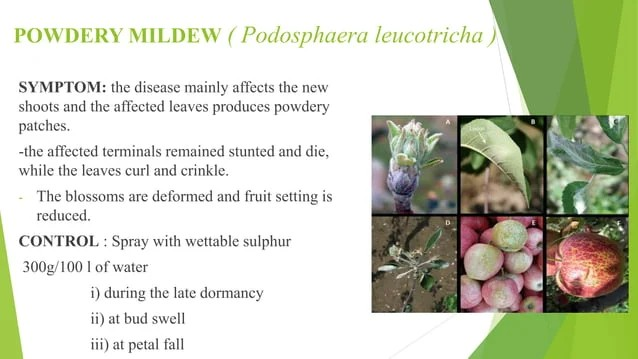 POWDERY MILDEW ( Podosphaera leucotricha )
SYMPTOM: the disease mainly affects the new
shoots and the affected leaves produces powdery
patches.
-the affected terminals remained stunted and die,
while the leaves curl and crinkle.
- The blossoms are deformed and fruit setting is
reduced.
CONTROL : Spray with wettable sulphur
300g/100 l of water
i) during the late dormancy
ii) at bud swell
iii) at petal fall
A
B
C
Lesion
D
E
F